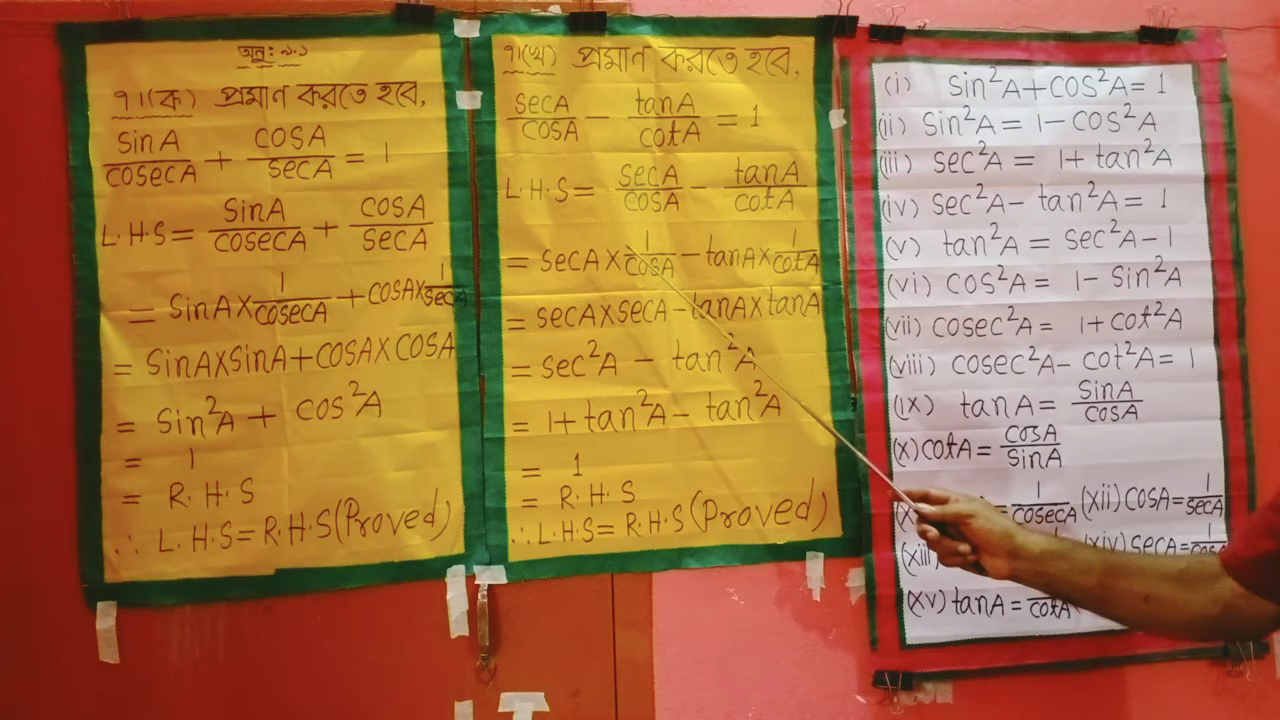 অনু: ৯.১
৭।(ক) প্রমান করতে হবে,
SinA/cosecA + cosA/secA = 1
L.H.S = SinA/cosecA + cosA/secA
= SinA×1/cosecA + cosA×1/secA
= SinA×SinA+cosA×cosA
= Sin²A + cos²A
= 1
= R.H.S
∴ L.H.S=R.H.S(Proved)
৭।(খ) প্রমান করতে হবে,
secA/cosA − tanA/cotA = 1
L.H.S= secA/cosA − tanA/cotA
= secA×1/cosA − tanA×1/cotA
= secA×secA−tanA×tanA
= sec²A − tan²A
= 1+tan²A− tan²A
= 1
= R.H.S
∴ L.H.S= R.H.S(Proved)
(i) Sin²A+cos²A= 1
(ii) Sin²A= 1−cos²A
(iii) sec²A = 1+ tan²A
(iv) sec²A− tan²A= 1
(v) tan²A = sec²A−1
(vi) cos²A = 1− Sin²A
(vii) cosec²A = 1+cot²A
(viii) cosec²A− cot²A= 1
(ix) tanA= SinA/cosA
(x) cotA= cosA/SinA
= 1/cosecA (xii) cosA=1/secA
(xiii) (xiv) secA=1/cosA
(xv) tanA = 1/cotA